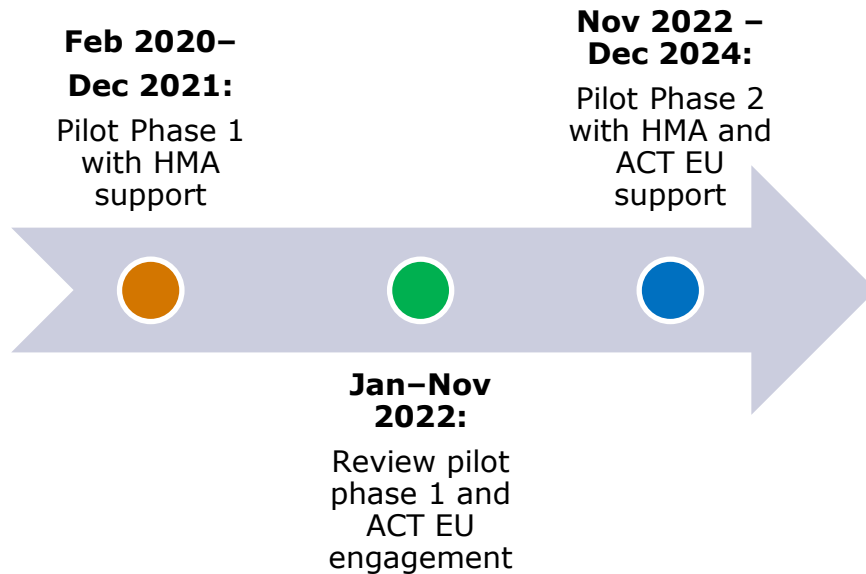 Feb 2020–
Dec 2021:
Pilot Phase 1
with HMA
support
Jan–Nov
2022:
Review pilot
phase 1 and
ACT EU
engagement
Nov 2022 –
Dec 2024:
Pilot Phase 2
with HMA and
ACT EU
support